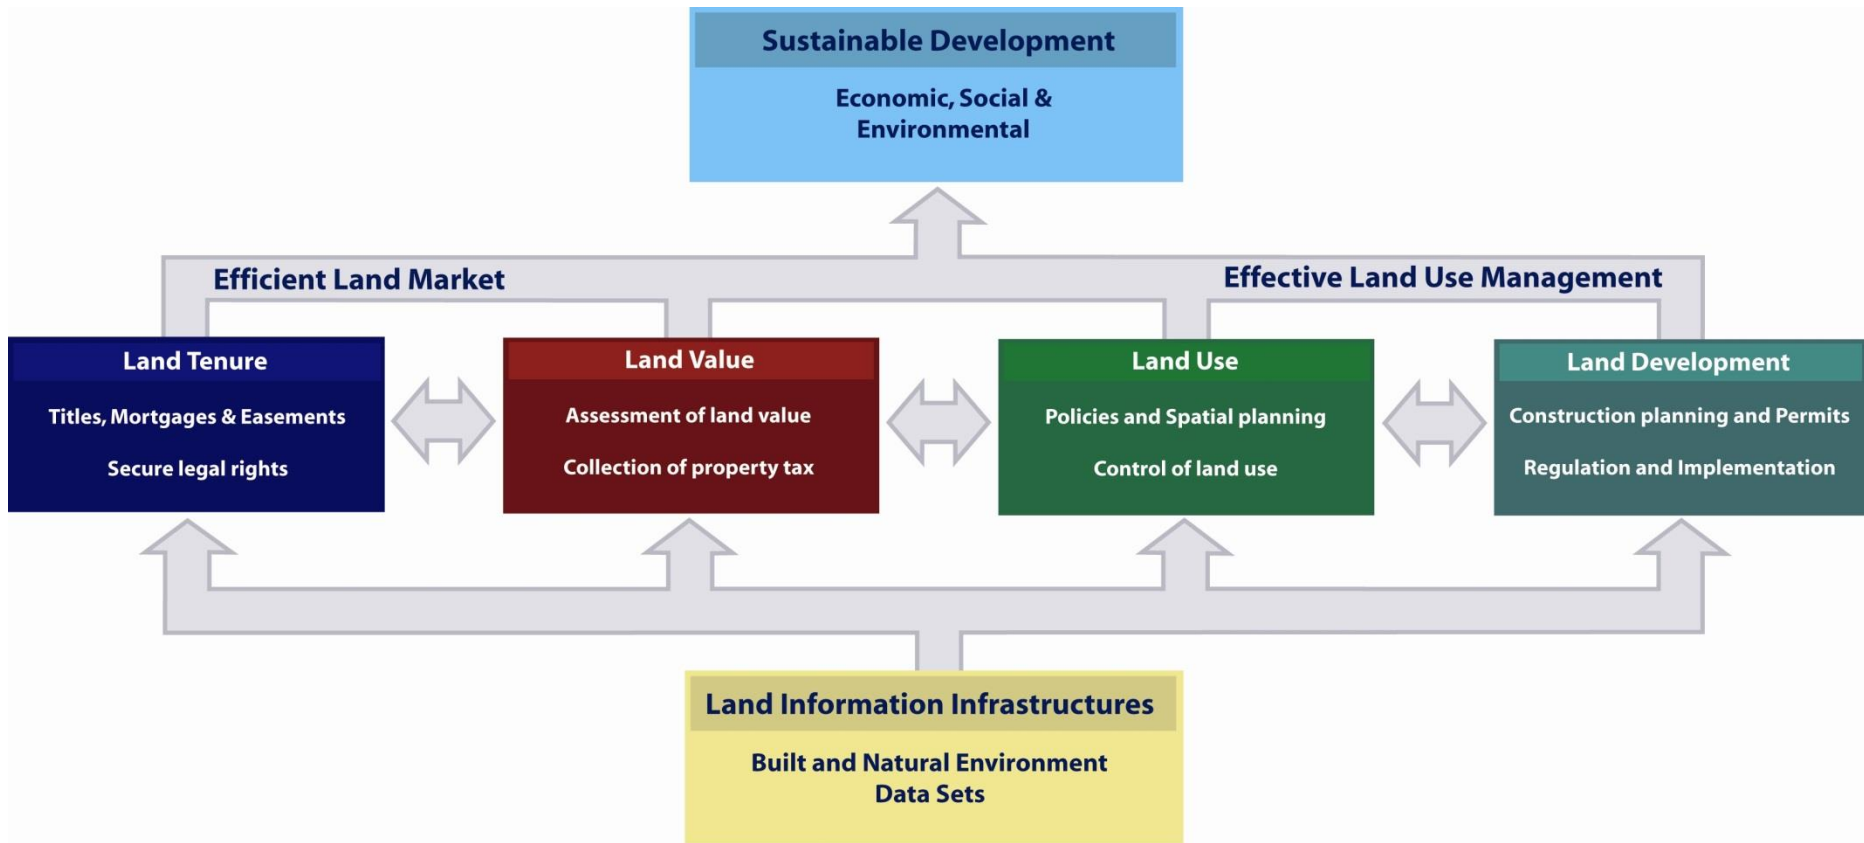 Sustainable Development
Economic, Social &
Environmental
Efficient Land Market
Effective Land Use Management
Land Tenure
Titles, Mortgages & Easements
Secure legal rights
Land Value
Assessment of land value
Collection of property tax
Land Use
Policies and Spatial planning
Control of land use
Land Development
Construction planning and Permits
Regulation and Implementation
Land Information Infrastructures
Built and Natural Environment
Data Sets